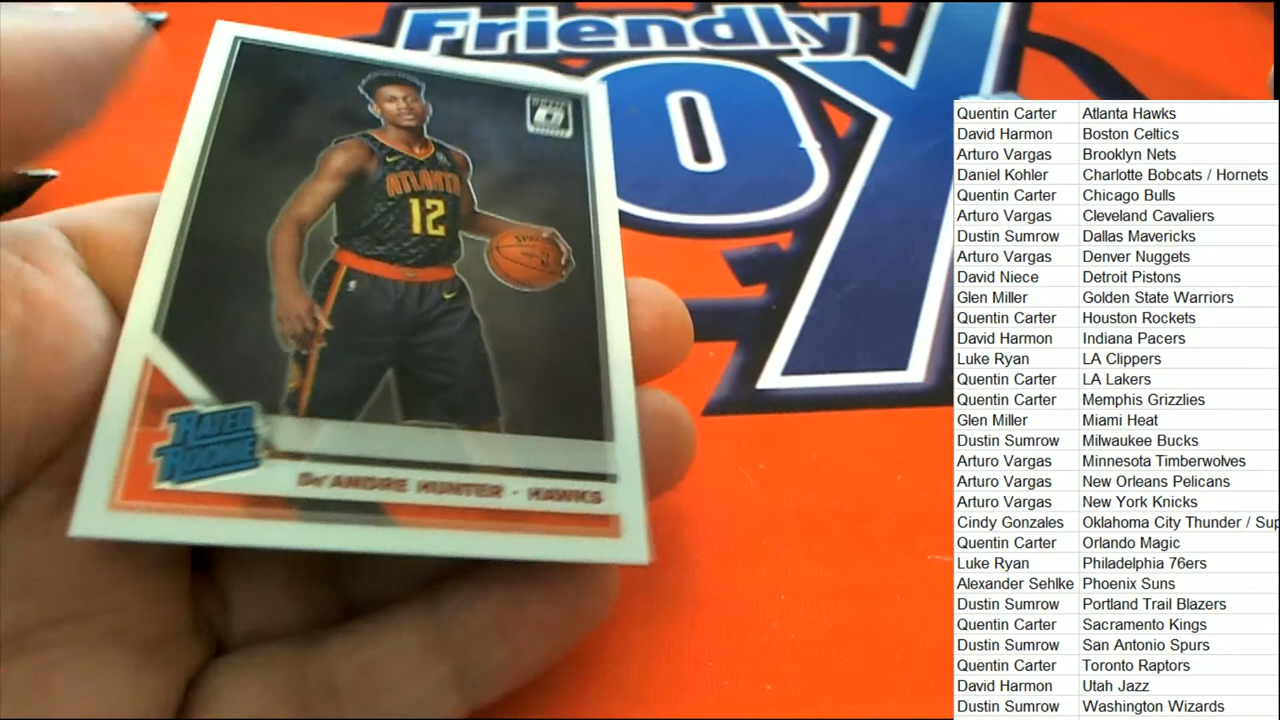 Friendly
OX
ATLANTA
12
SPALDING
RATED
ROOKIE
De'ANDRE HUNTER · HAWKS
Quentin Carter Atlanta Hawks
David Harmon Boston Celtics
Arturo Vargas Brooklyn Nets
Daniel Kohler Charlotte Bobcats / Hornets
Quentin Carter Chicago Bulls
Arturo Vargas Cleveland Cavaliers
Dustin Sumrow Dallas Mavericks
Arturo Vargas Denver Nuggets
David Niece Detroit Pistons
Glen Miller Golden State Warriors
Quentin Carter Houston Rockets
David Harmon Indiana Pacers
Luke Ryan LA Clippers
Quentin Carter LA Lakers
Quentin Carter Memphis Grizzlies
Glen Miller Miami Heat
Dustin Sumrow Milwaukee Bucks
Arturo Vargas Minnesota Timberwolves
Arturo Vargas New Orleans Pelicans
Arturo Vargas New York Knicks
Cindy Gonzales Oklahoma City Thunder / Sup
Quentin Carter Orlando Magic
Luke Ryan Philadelphia 76ers
Alexander Sehlke Phoenix Suns
Dustin Sumrow Portland Trail Blazers
Quentin Carter Sacramento Kings
Dustin Sumrow San Antonio Spurs
Quentin Carter Toronto Raptors
David Harmon Utah Jazz
Dustin Sumrow Washington Wizards